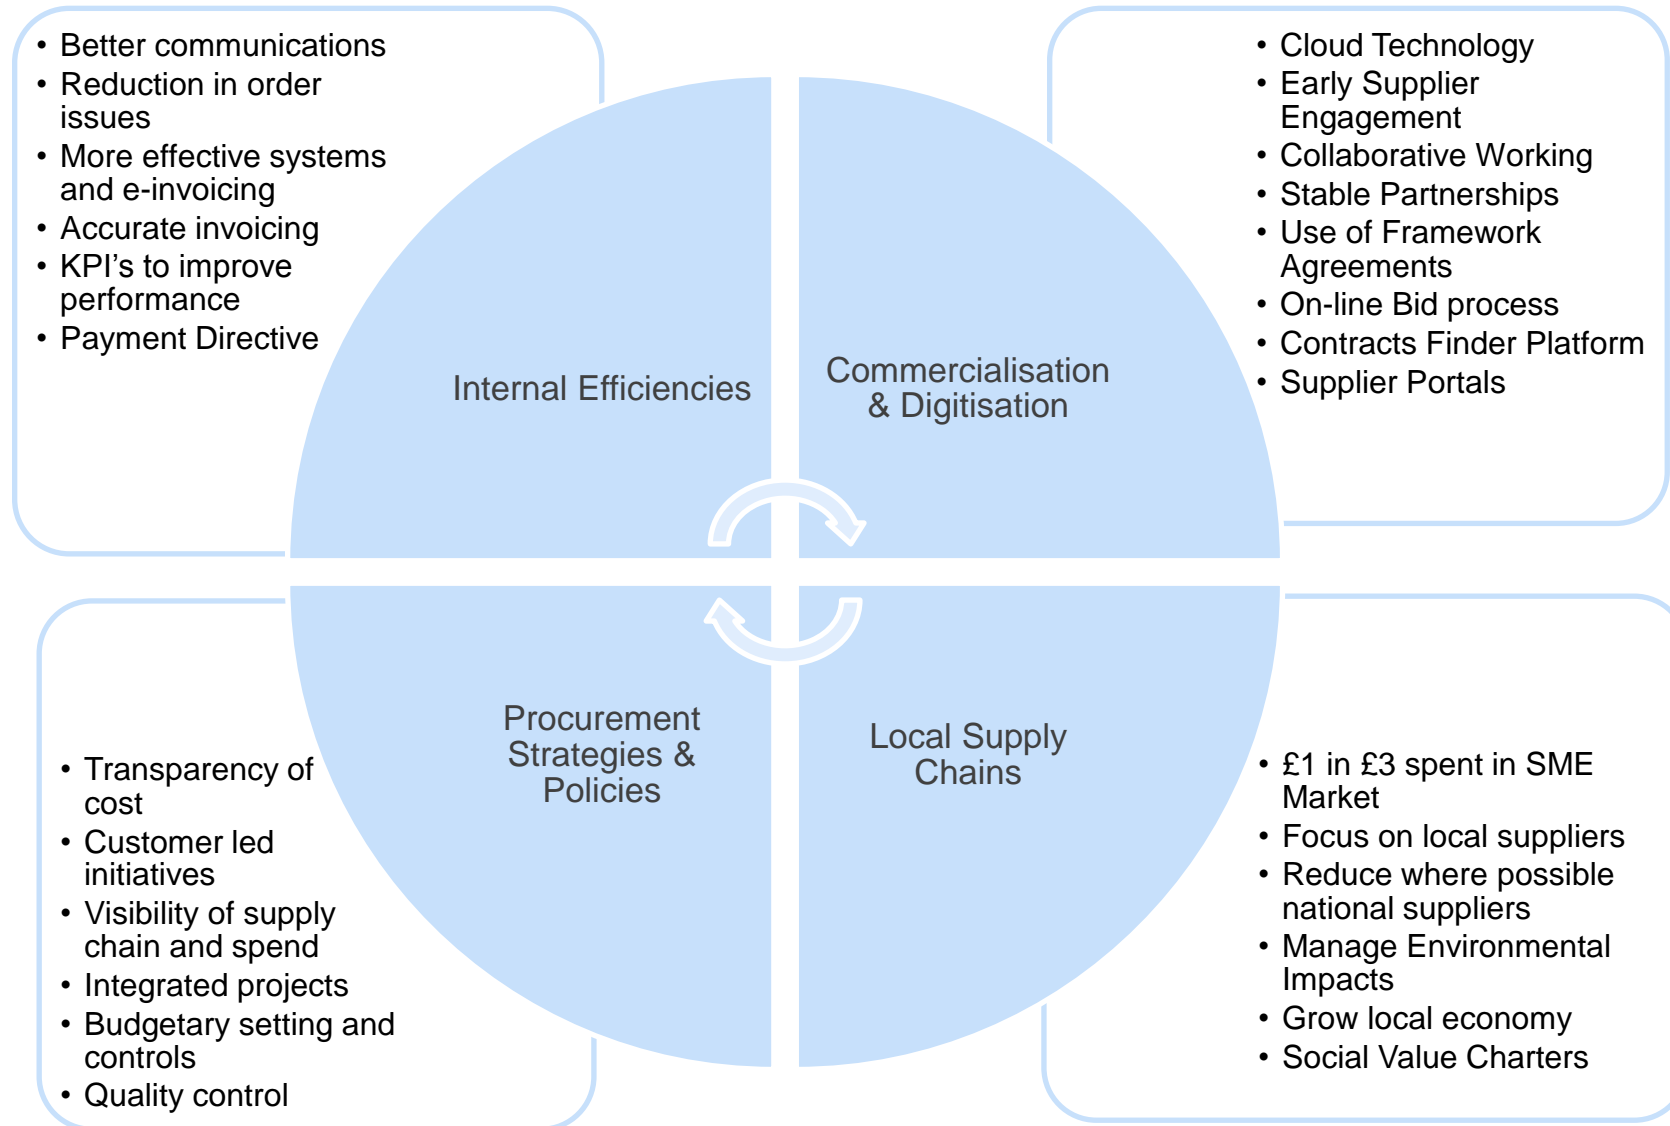 • Better communications
• Reduction in order
issues
• More effective systems
and e-invoicing
• Accurate invoicing
• KPI’s to improve
performance
• Payment Directive
Internal Efficiencies
• Cloud Technology
• Early Supplier
Engagement
• Collaborative Working
• Stable Partnerships
• Use of Framework
Agreements
• On-line Bid process
• Contracts Finder Platform
• Supplier Portals
Commercialisation
& Digitisation
• Transparency of
cost
• Customer led
initiatives
• Visibility of supply
chain and spend
• Integrated projects
• Budgetary setting and
controls
• Quality control
Procurement
Strategies &
Policies
Local Supply
Chains
• £1 in £3 spent in SME
Market
• Focus on local suppliers
• Reduce where possible
national suppliers
• Manage Environmental
Impacts
• Grow local economy
• Social Value Charters